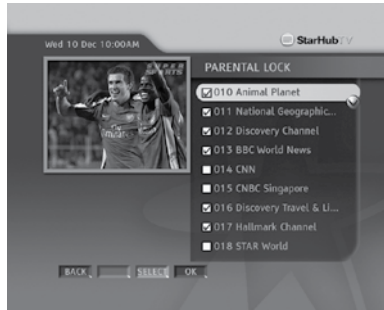 Wed 10 Dec 10:00AM
StarHub TV
SUPER
SPORTS
PARENTAL LOCK
010 Animal Planet
011 National Geographic...
012 Discovery Channel
013 BBC World News
014 CNN
015 CNBC Singapore
016 Discovery Travel & Li...
017 Hallmark Channel
018 STAR World
BACK SELECT OK